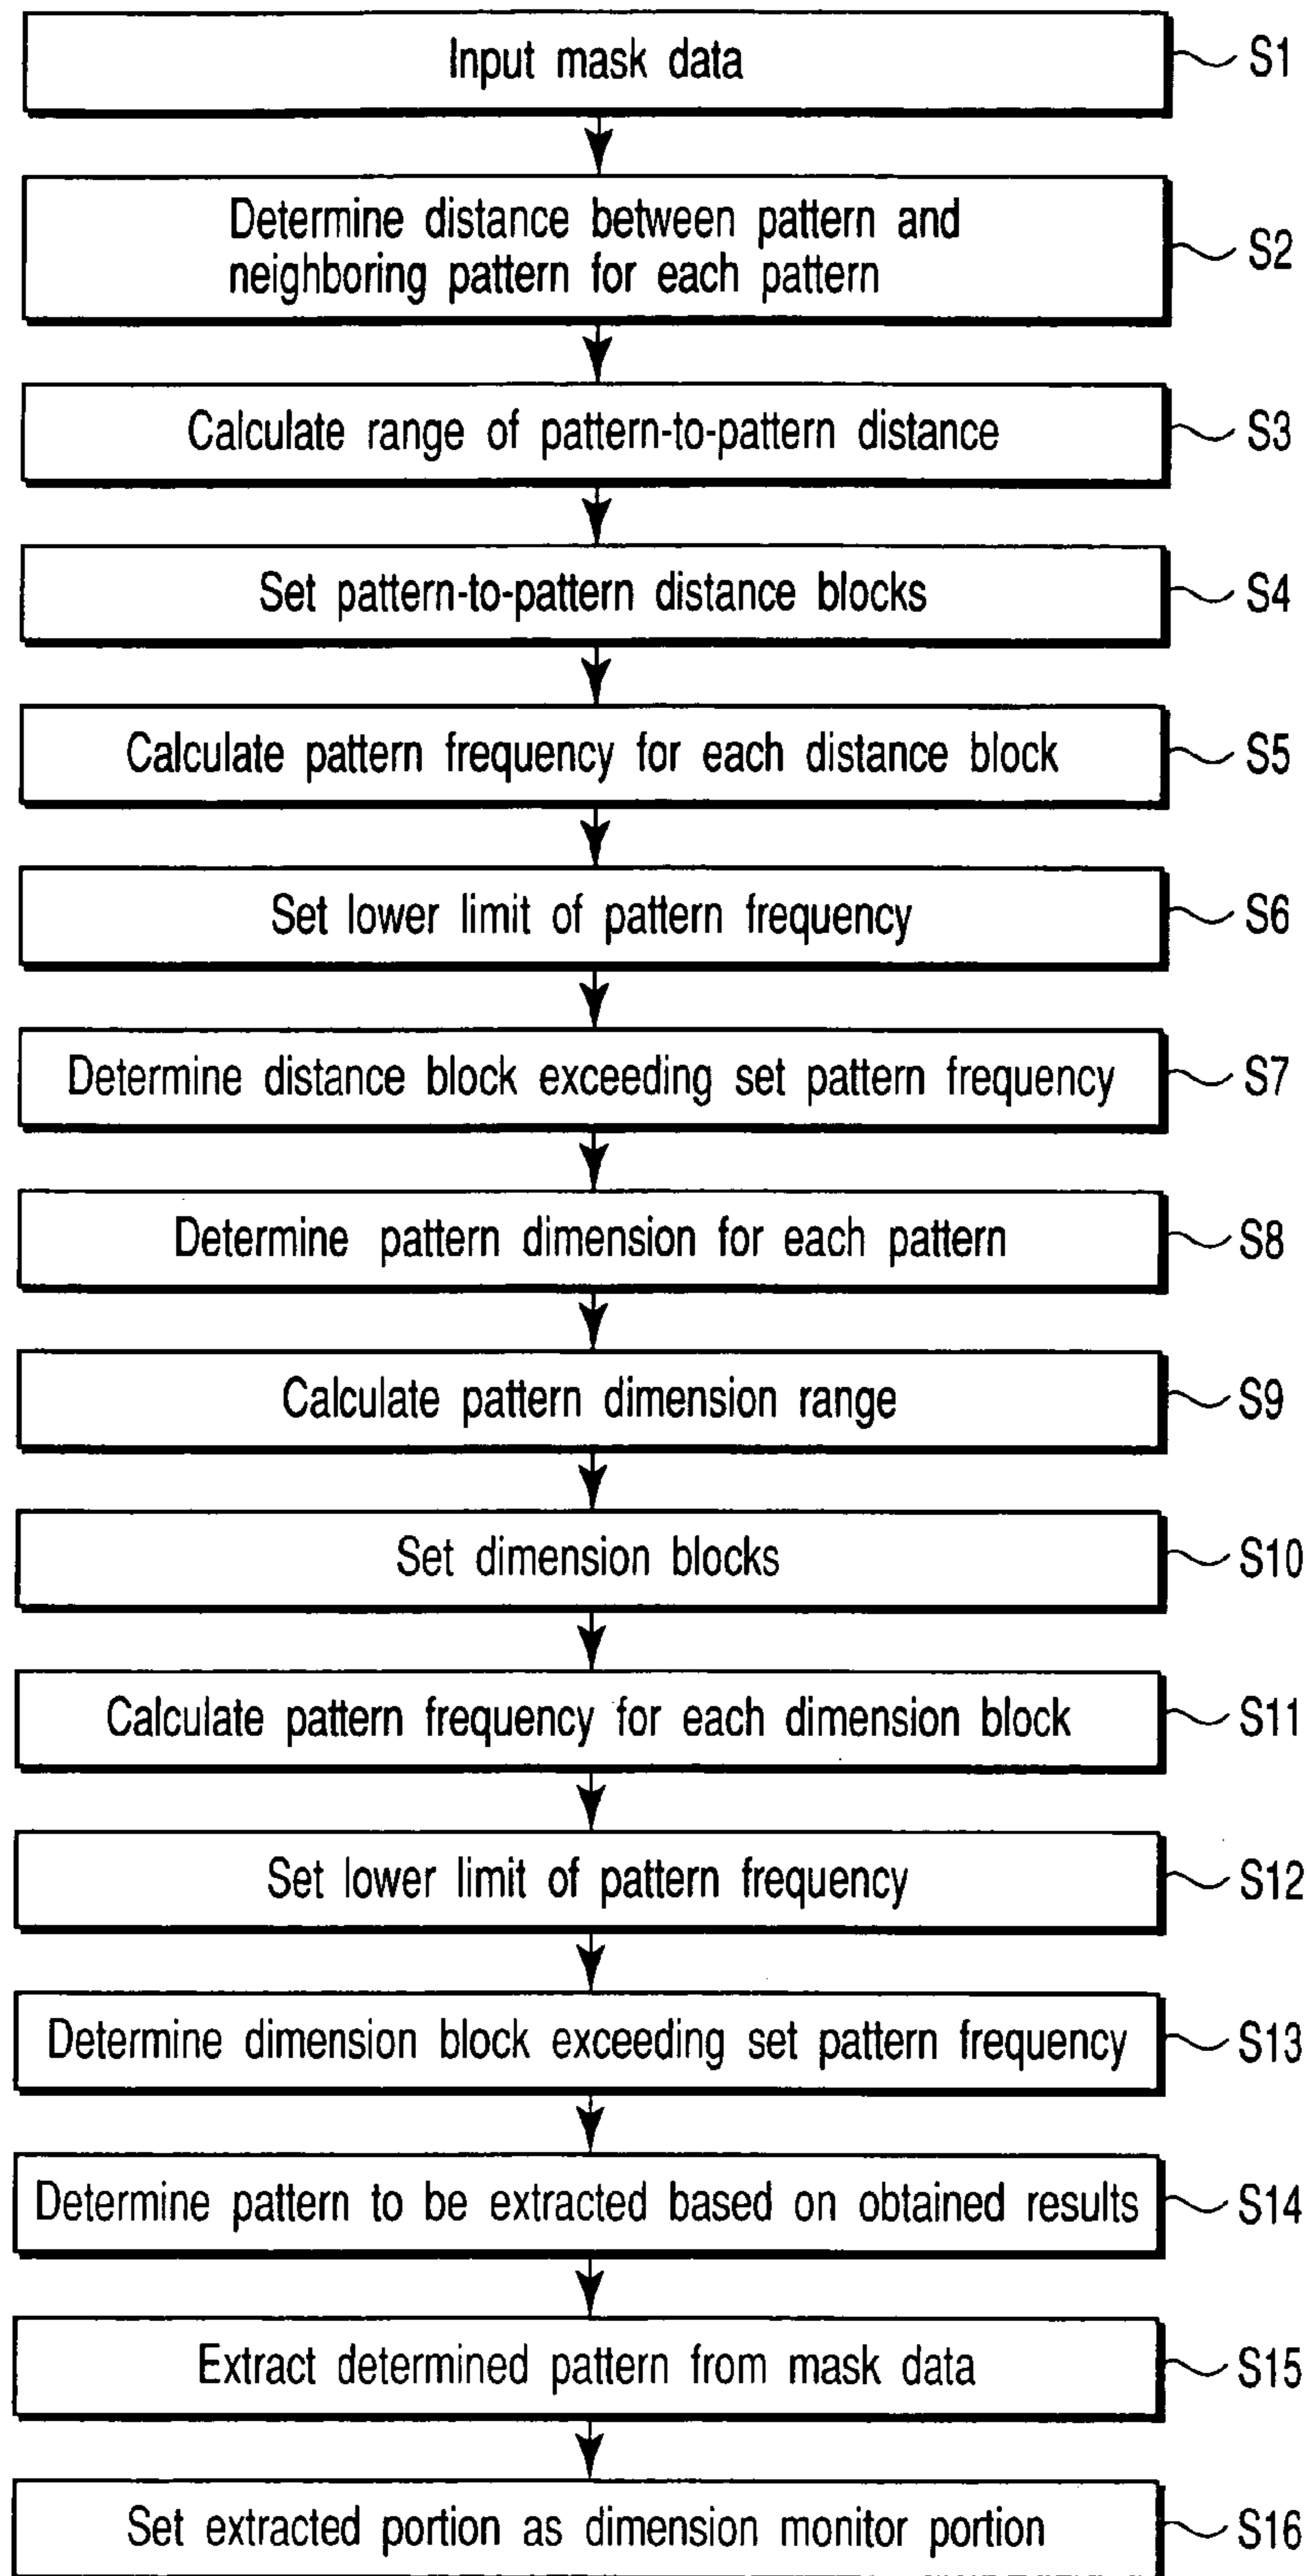 Input mask data
S1
Determine distance between pattern and
neighboring pattern for each pattern
S2
Calculate range of pattern-to-pattern distance
S3
Set pattern-to-pattern distance blocks
S4
Calculate pattern frequency for each distance block
S5
Set lower limit of pattern frequency
S6
Determine distance block exceeding set pattern frequency
S7
Determine pattern dimension for each pattern
S8
Calculate pattern dimension range
S9
Set dimension blocks
S10
Calculate pattern frequency for each dimension block
S11
Set lower limit of pattern frequency
S12
Determine dimension block exceeding set pattern frequency
S13
Determine pattern to be extracted based on obtained results
S14
Extract determined pattern from mask data
S15
Set extracted portion as dimension monitor portion
S16